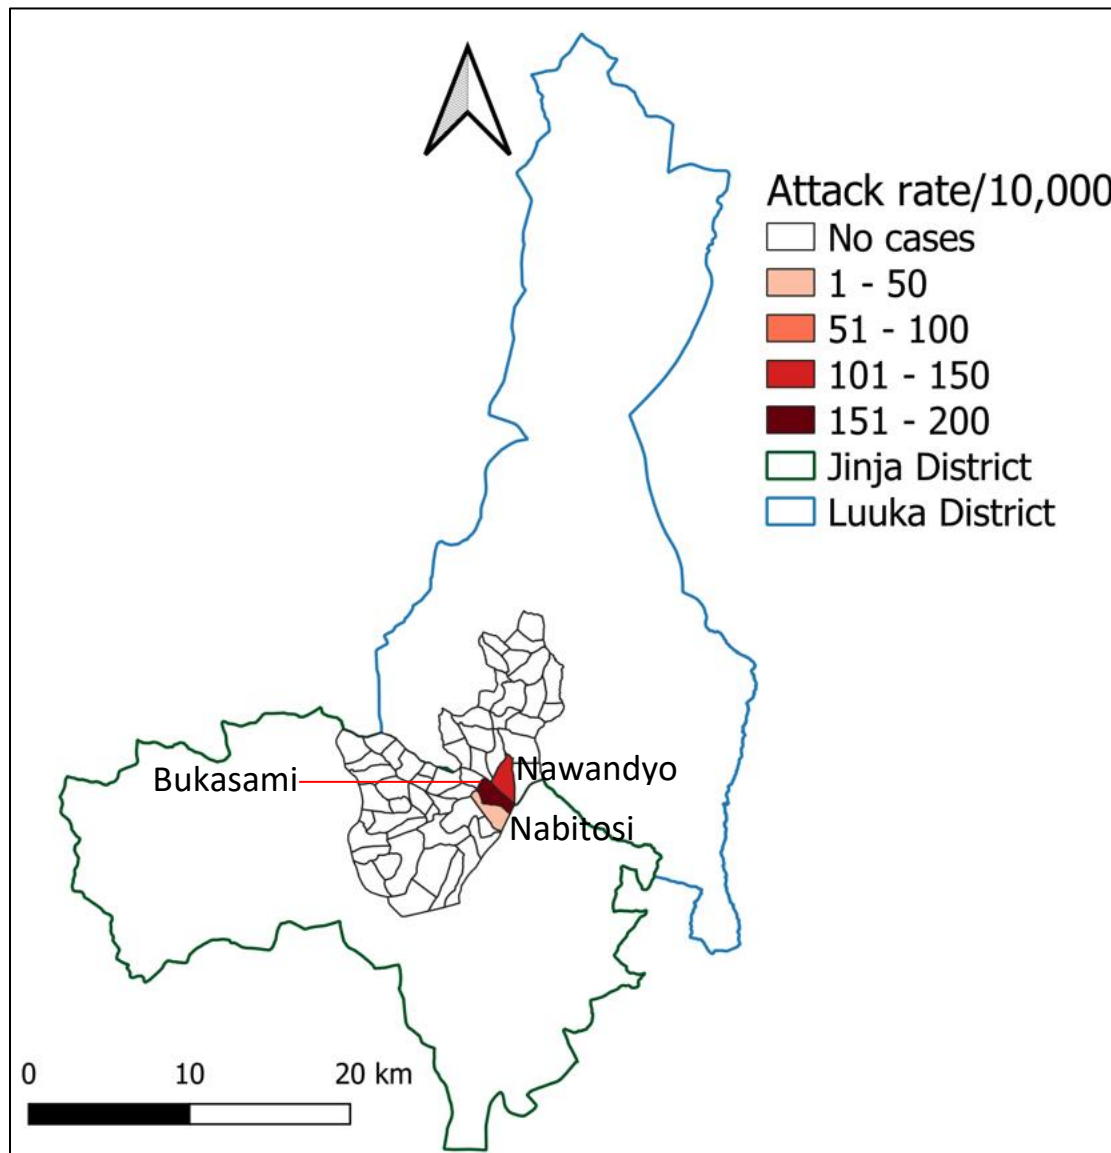 Attack rate/10,000
No cases
1 - 50
51 - 100
101 - 150
151 - 200
Jinja District
Luuka District
Nawandyo
Bukasami
Nabitosi
0 10 20 km